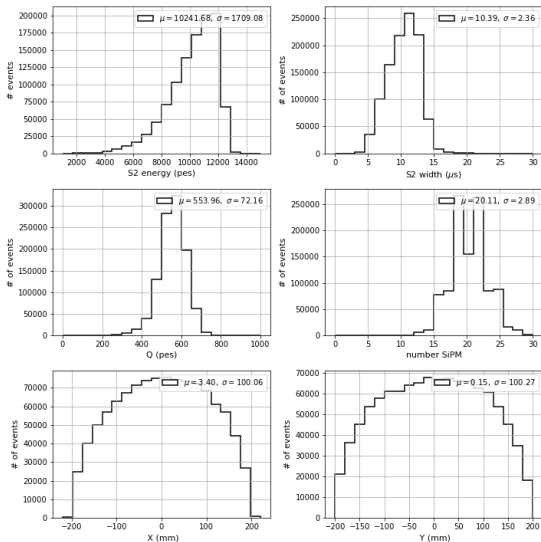 μ = 10241.68, σ = 1709.08
200000
175000
150000
125000
100000
75000
50000
25000
0
# events
2000 4000 6000 8000 10000 12000 14000
S2 energy (pes)
μ = 10.39, σ = 2.36
250000
200000
150000
100000
50000
0
# of events
0 5 10 15 20 25 30
S2 width (μs)
μ = 553.96, σ = 72.16
300000
250000
200000
150000
100000
50000
0
# of events
0 200 400 600 800 1000
Q (pes)
μ = 20.11, σ = 2.89
250000
200000
150000
100000
50000
0
# of events
0 5 10 15 20 25 30
number SiPM
μ = 3.40, σ = 100.06
70000
60000
50000
40000
30000
20000
10000
0
# of events
−200 −100 0 100 200
X (mm)
μ = 0.15, σ = 100.27
70000
60000
50000
40000
30000
20000
10000
0
# of events
−200 −150 −100 −50 0 50 100 150 200
Y (mm)